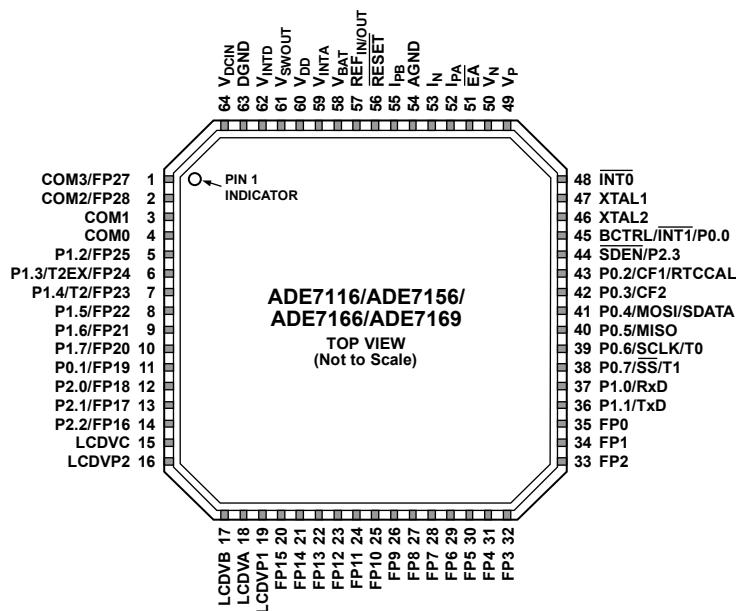 64 VDCIN
63 DGND
62 VINTD
61 VSWOUT
60 VDD
59 VINTA
58 VBAT
57 REFIN/OUT
56 RESET
55 IPB
54 AGND
53 IN
52 IPA
51 EA
50 VN
49 VP
COM3/FP27 1
COM2/FP28 2
COM1 3
COM0 4
P1.2/FP25 5
P1.3/T2EX/FP24 6
P1.4/T2/FP23 7
P1.5/FP22 8
P1.6/FP21 9
P1.7/FP20 10
P0.1/FP19 11
P2.0/FP18 12
P2.1/FP17 13
P2.2/FP16 14
LCDVC 15
LCDVP2 16
PIN 1
INDICATOR
ADE7116/ADE7156/
ADE7166/ADE7169
TOP VIEW
(Not to Scale)
48 INT0
47 XTAL1
46 XTAL2
45 BCTRL/INT1/P0.0
44 SDEN/P2.3
43 P0.2/CF1/RTCCAL
42 P0.3/CF2
41 P0.4/MOSI/SDATA
40 P0.5/MISO
39 P0.6/SCLK/T0
38 P0.7/SS/T1
37 P1.0/RxD
36 P1.1/TxD
35 FP0
34 FP1
33 FP2
LCDVB 17
LCDVA 18
LCDVP1 19
FP15 20
FP14 21
FP13 22
FP12 23
FP11 24
FP10 25
FP9 26
FP8 27
FP7 28
FP6 29
FP5 30
FP4 31
FP3 32